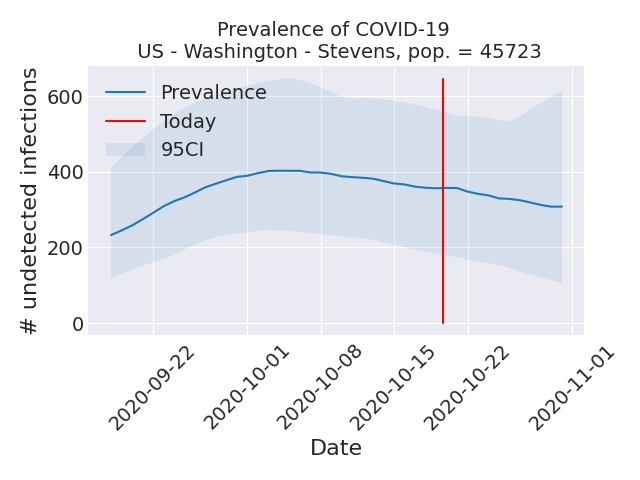 Prevalence of COVID-19
US - Washington - Stevens, pop. = 45723
# undetected infections
600
400
200
0
Prevalence
Today
95CI
2020-09-22
2020-10-01
2020-10-08
2020-10-15
2020-10-22
2020-11-01
Date